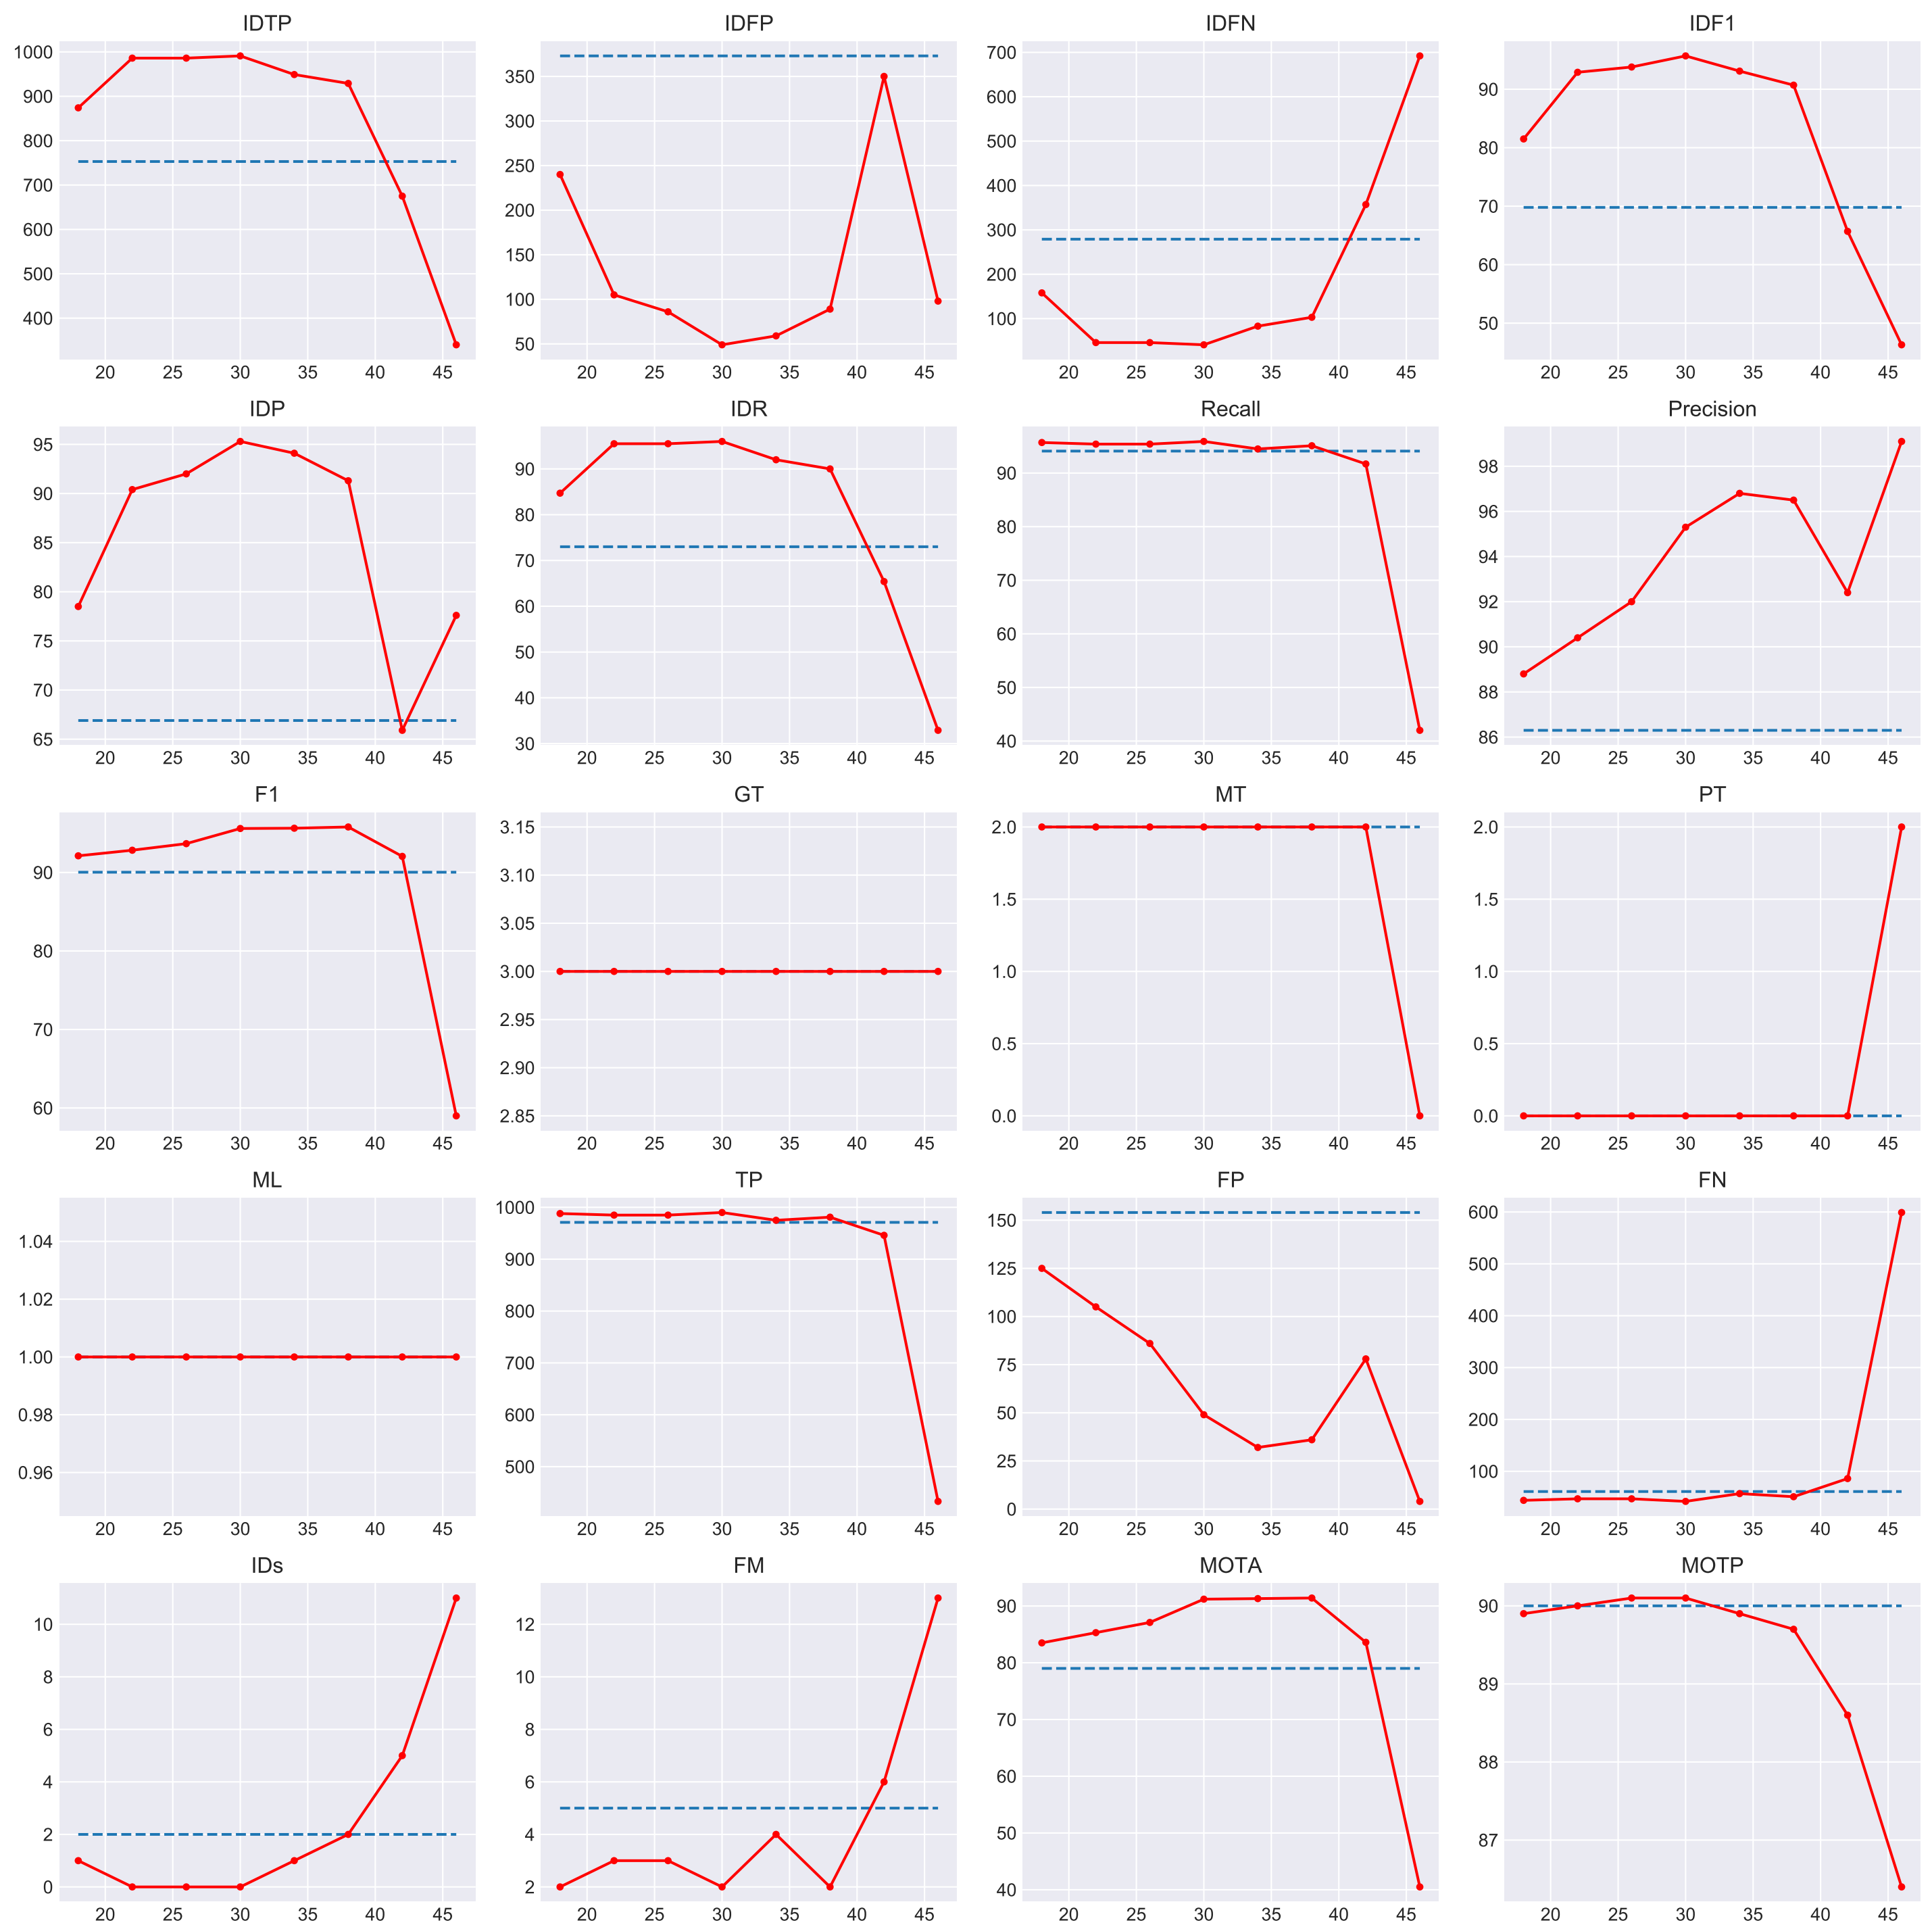 IDTP IDFP IDFN IDF1
1000 900 800 700 600 500 400
350 300 250 200 150 100 50
700 600 500 400 300 200 100
90 80 70 60 50
20 25 30 35 40 45 20 25 30 35 40 45 20 25 30 35 40 45 20 25 30 35 40 45
IDP IDR Recall Precision
95 90 85 80 75 70 65
90 80 70 60 50 40 30
90 80 70 60 50 40
98 96 94 92 90 88 86
20 25 30 35 40 45 20 25 30 35 40 45 20 25 30 35 40 45 20 25 30 35 40 45
F1 GT MT PT
90 80 70 60
3.15 3.10 3.05 3.00 2.95 2.90 2.85
2.0 1.5 1.0 0.5 0.0
2.0 1.5 1.0 0.5 0.0
20 25 30 35 40 45 20 25 30 35 40 45 20 25 30 35 40 45 20 25 30 35 40 45
ML TP FP FN
1.04 1.02 1.00 0.98 0.96
1000 900 800 700 600 500
150 125 100 75 50 25 0
600 500 400 300 200 100
20 25 30 35 40 45 20 25 30 35 40 45 20 25 30 35 40 45 20 25 30 35 40 45
IDs FM MOTA MOTP
10 8 6 4 2 0
12 10 8 6 4 2
90 80 70 60 50 40
90 89 88 87
20 25 30 35 40 45 20 25 30 35 40 45 20 25 30 35 40 45 20 25 30 35 40 45